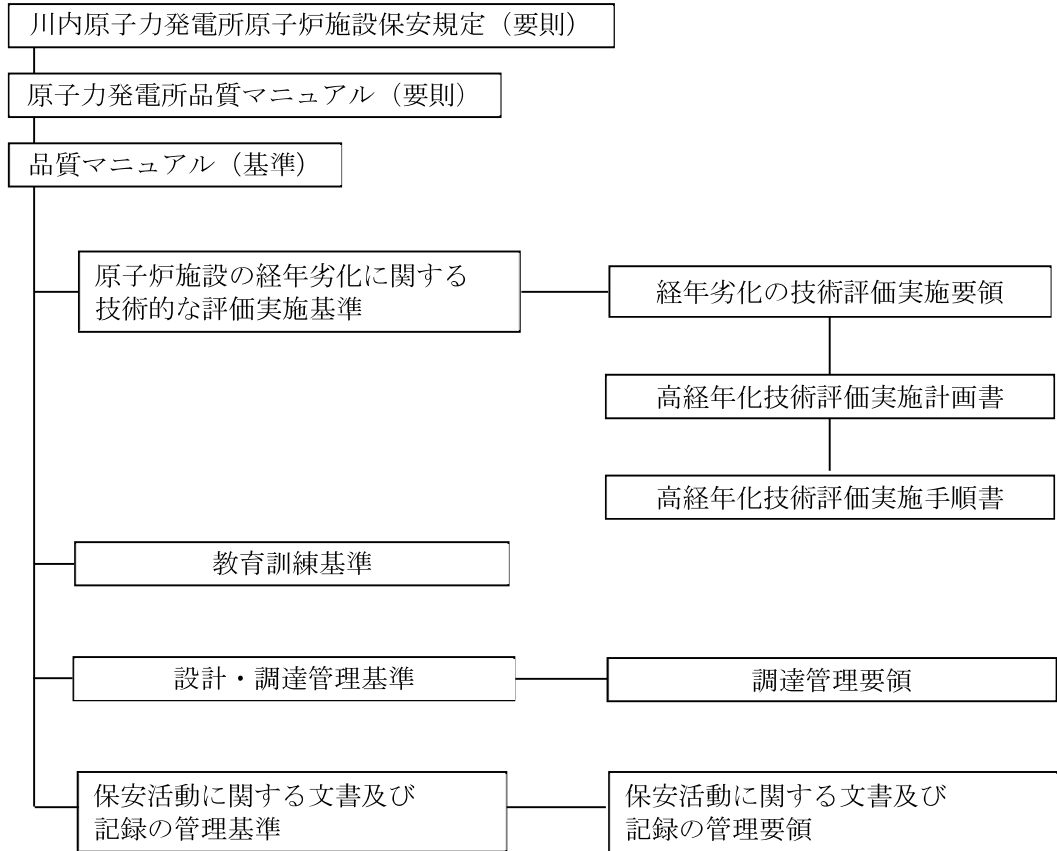 川内原子力発電所原子炉施設保安規定（要則）
原子力発電所品質マニュアル（要則）
品質マニュアル（基準）
原子炉施設の経年劣化に関する
技術的な評価実施基準
経年劣化の技術評価実施要領
高経年化技術評価実施計画書
高経年化技術評価実施手順書
教育訓練基準
設計・調達管理基準
調達管理要領
保安活動に関する文書及び
記録の管理基準
保安活動に関する文書及び
記録の管理要領